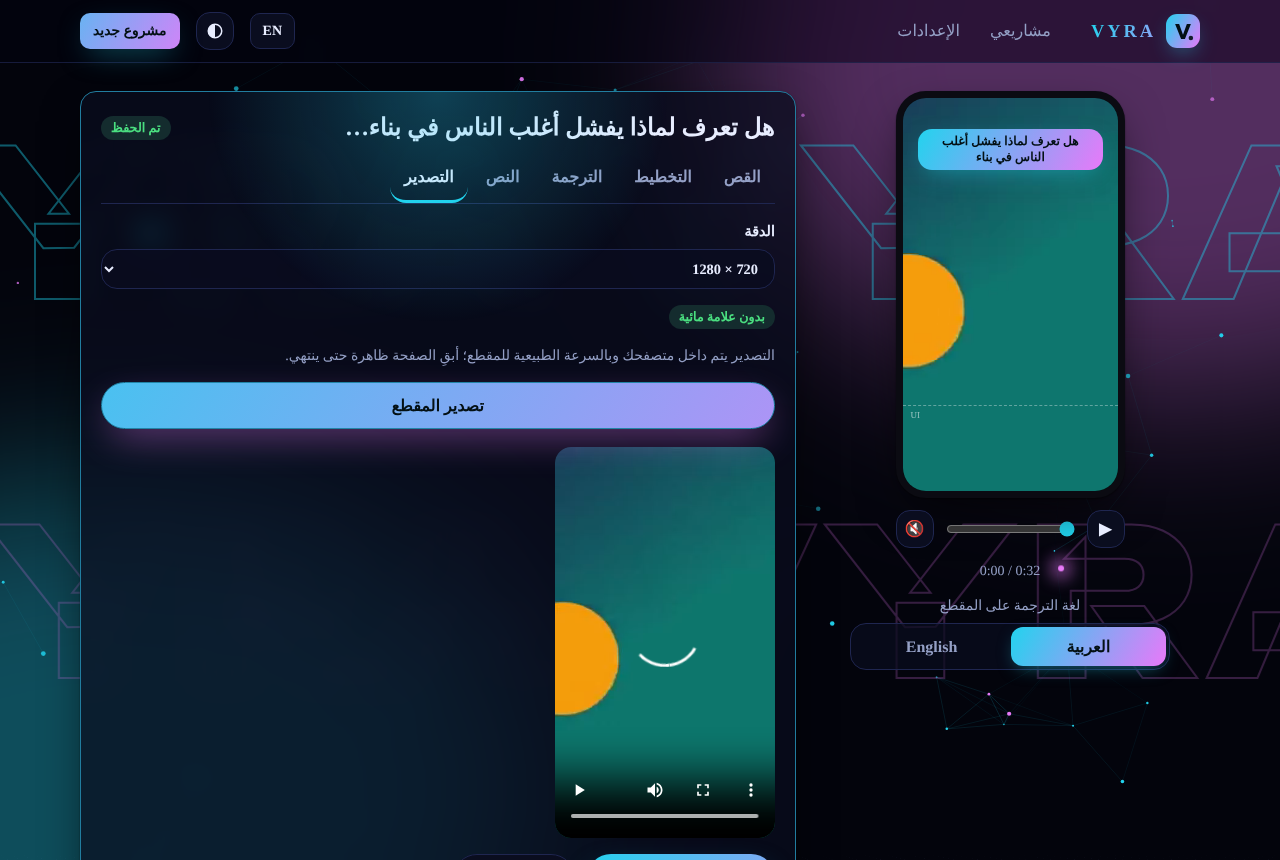 VYRA
V.
مشاريعي
الإعدادات
EN
مشروع جديد
هل تعرف لماذا يفشل أغلب
الناس في بناء
UI
0:00 / 0:32
لغة الترجمة على المقطع
العربية
English
هل تعرف لماذا يفشل أغلب الناس في بناء...
تم الحفظ
القص
التخطيط
الترجمة
النص
التصدير
الدقة
720 × 1280
بدون علامة مائية
التصدير يتم داخل متصفحك وبالسرعة الطبيعية للمقطع؛ أبقِ الصفحة ظاهرة حتى ينتهي.
تصدير المقطع